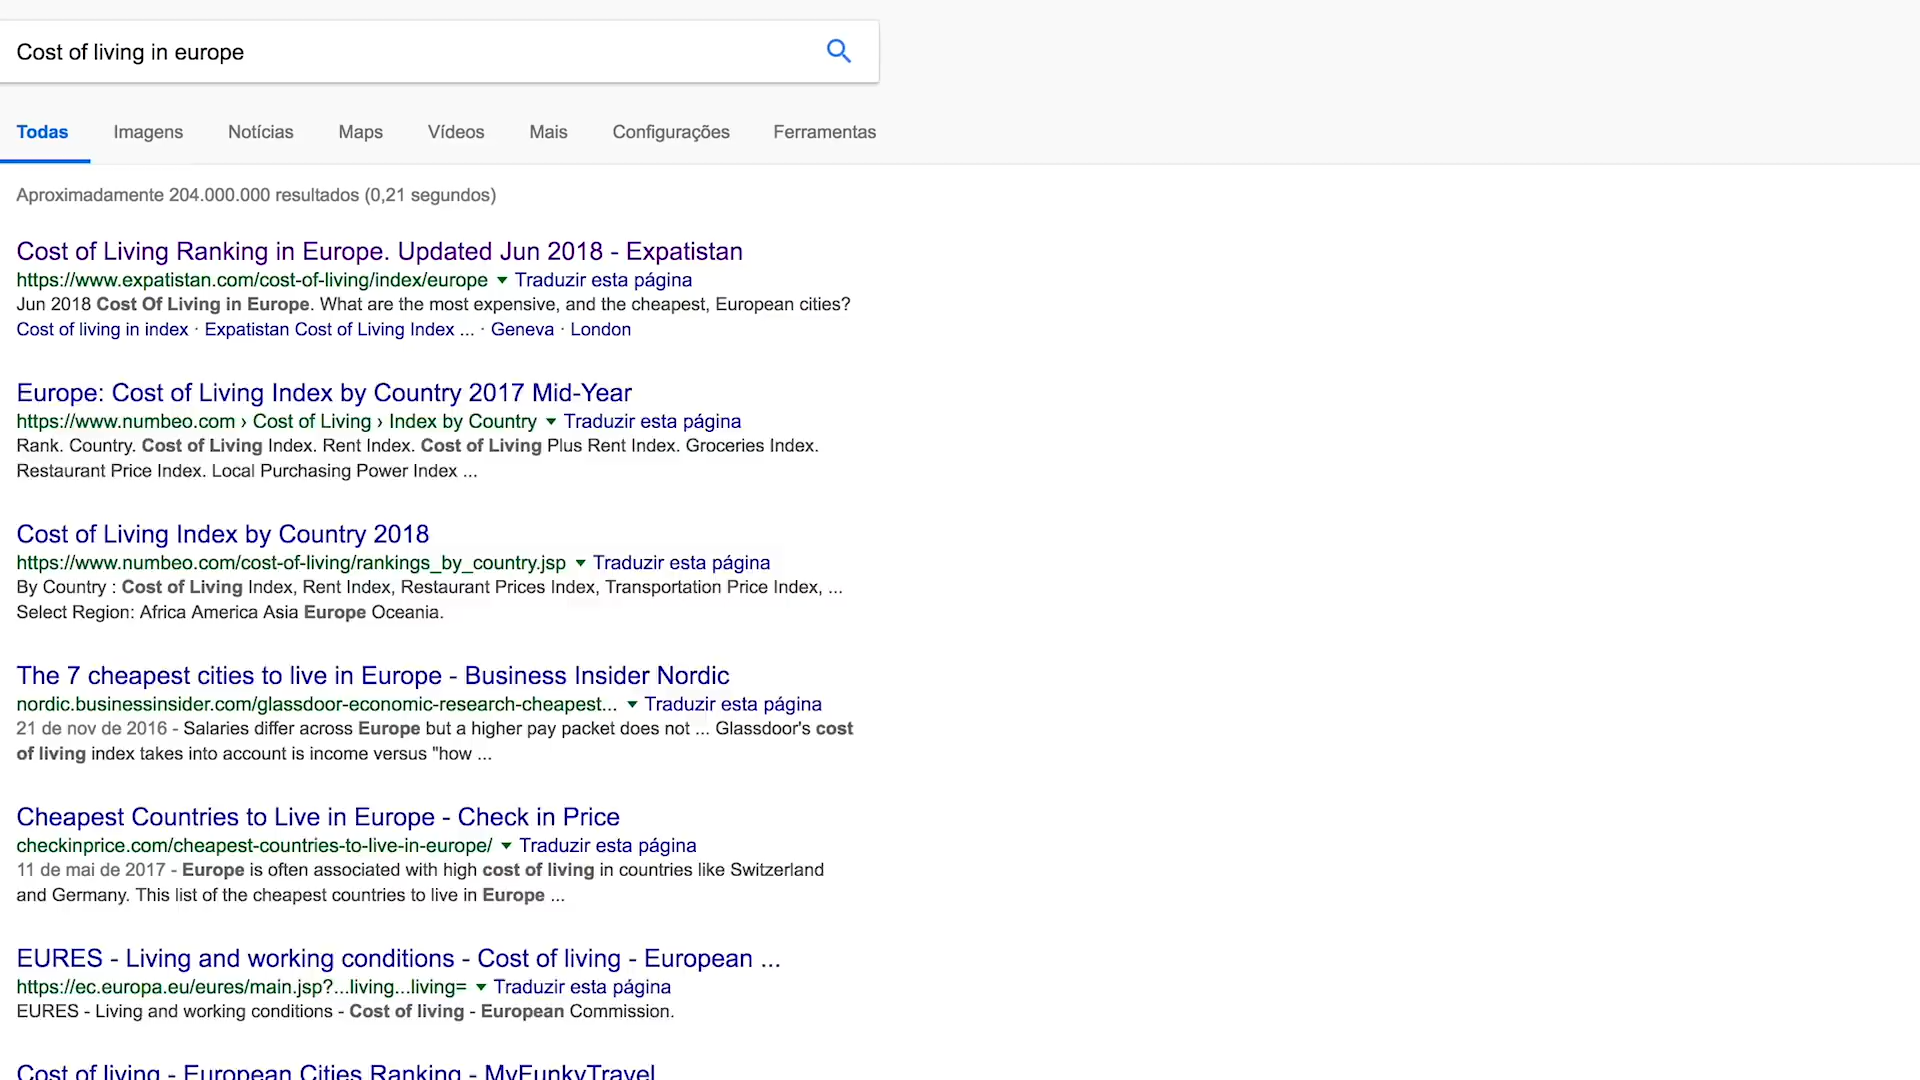 Cost of living in europe
Todas Imagens Notícias Maps Vídeos Mais Configurações Ferramentas
Aproximadamente 204.000.000 resultados (0,21 segundos)
Cost of Living Ranking in Europe. Updated Jun 2018 - Expatistan
https://www.expatistan.com/cost-of-living/index/europe ▼ Traduzir esta página
Jun 2018 Cost Of Living in Europe. What are the most expensive, and the cheapest, European cities?
Cost of living in index · Expatistan Cost of Living Index ... · Geneva · London
Europe: Cost of Living Index by Country 2017 Mid-Year
https://www.numbeo.com › Cost of Living › Index by Country ▼ Traduzir esta página
Rank. Country. Cost of Living Index. Rent Index. Cost of Living Plus Rent Index. Groceries Index.
Restaurant Price Index. Local Purchasing Power Index ...
Cost of Living Index by Country 2018
https://www.numbeo.com/cost-of-living/rankings_by_country.jsp ▼ Traduzir esta página
By Country : Cost of Living Index, Rent Index, Restaurant Prices Index, Transportation Price Index, ...
Select Region: Africa America Asia Europe Oceania.
The 7 cheapest cities to live in Europe - Business Insider Nordic
nordic.businessinsider.com/glassdoor-economic-research-cheapest... ▼ Traduzir esta página
21 de nov de 2016 - Salaries differ across Europe but a higher pay packet does not ... Glassdoor's cost
of living index takes into account is income versus "how ...
Cheapest Countries to Live in Europe - Check in Price
checkinprice.com/cheapest-countries-to-live-in-europe/ ▼ Traduzir esta página
11 de mai de 2017 - Europe is often associated with high cost of living in countries like Switzerland
and Germany. This list of the cheapest countries to live in Europe ...
EURES - Living and working conditions - Cost of living - European ...
https://ec.europa.eu/eures/main.jsp?...living...living= ▼ Traduzir esta página
EURES - Living and working conditions - Cost of living - European Commission.
Cost of living - European Cities Ranking - MyFunkyTravel